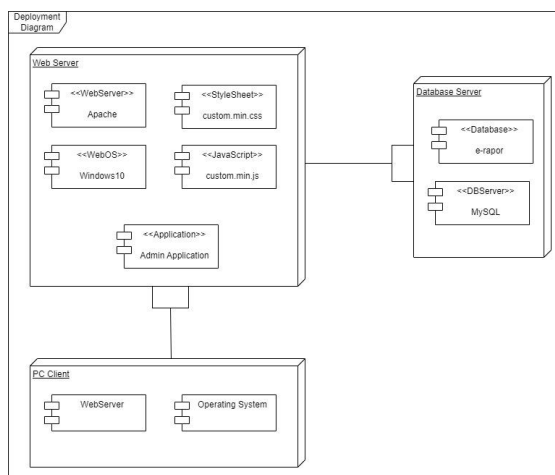 Deployment
Diagram
Web Server
<<WebServer>>
Apache
<<StyleSheet>
custom.min.css
<<WebOS>>
Windows10
<<JavaScript>>
custom.min.js
<<Application>>
Admin Application
Database Server
<<Database>>
e-rapor
<<DBServer>>
MySQL
PC Client
WebServer
Operating System